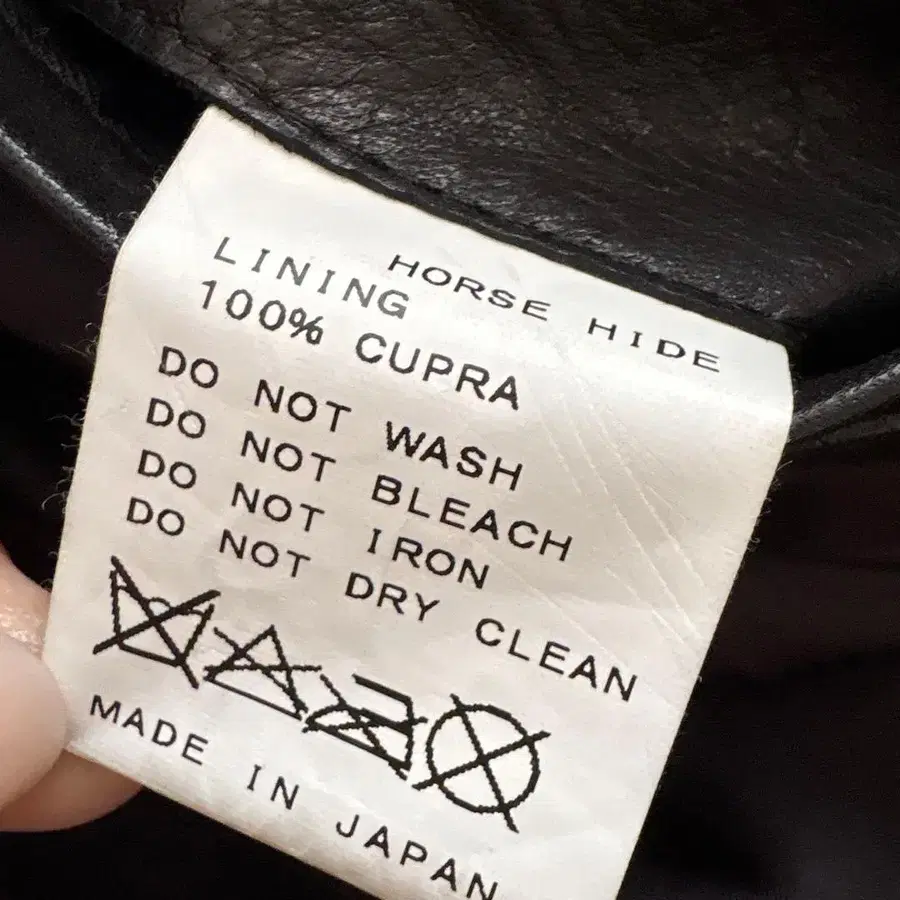 HORSE HIDE
LINING
100% CUPRA
DO NOT WASH
DO NOT BLEACH
DO NOT IRON
DO NOT DRY CLEAN
MADE IN JAPAN